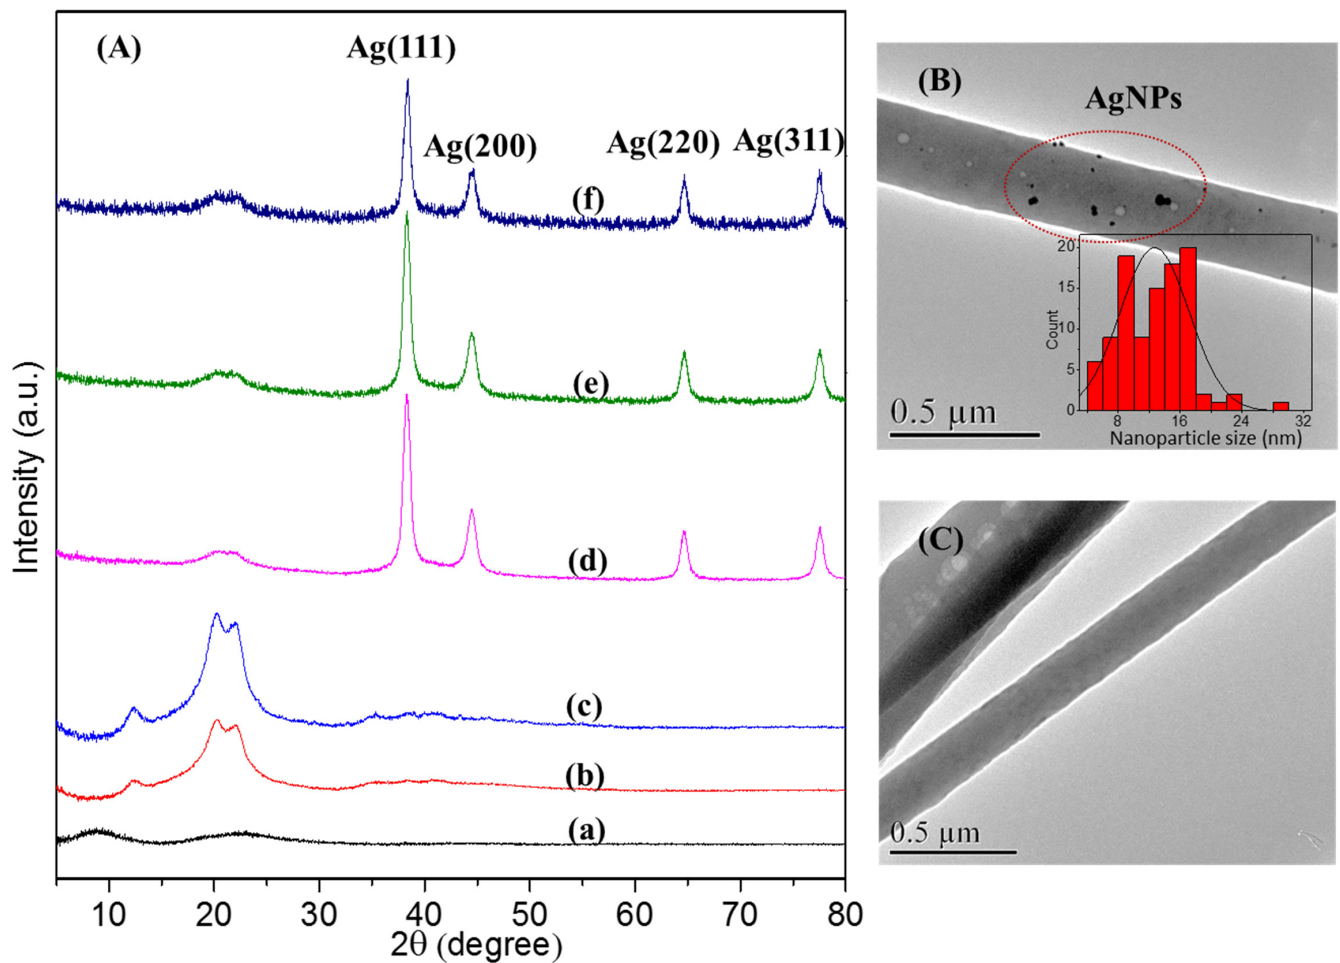 (A)
Ag(111)
Ag(200)
Ag(220)
Ag(311)
(f)
(e)
(d)
(c)
(b)
(a)
Intensity (a.u.)
10 20 30 40 50 60 70 80
2θ (degree)
(B)
AgNPs
20
15
10
5
0
Count
8 16 24 32
Nanoparticle size (nm)
0.5 µm
(C)
0.5 µm